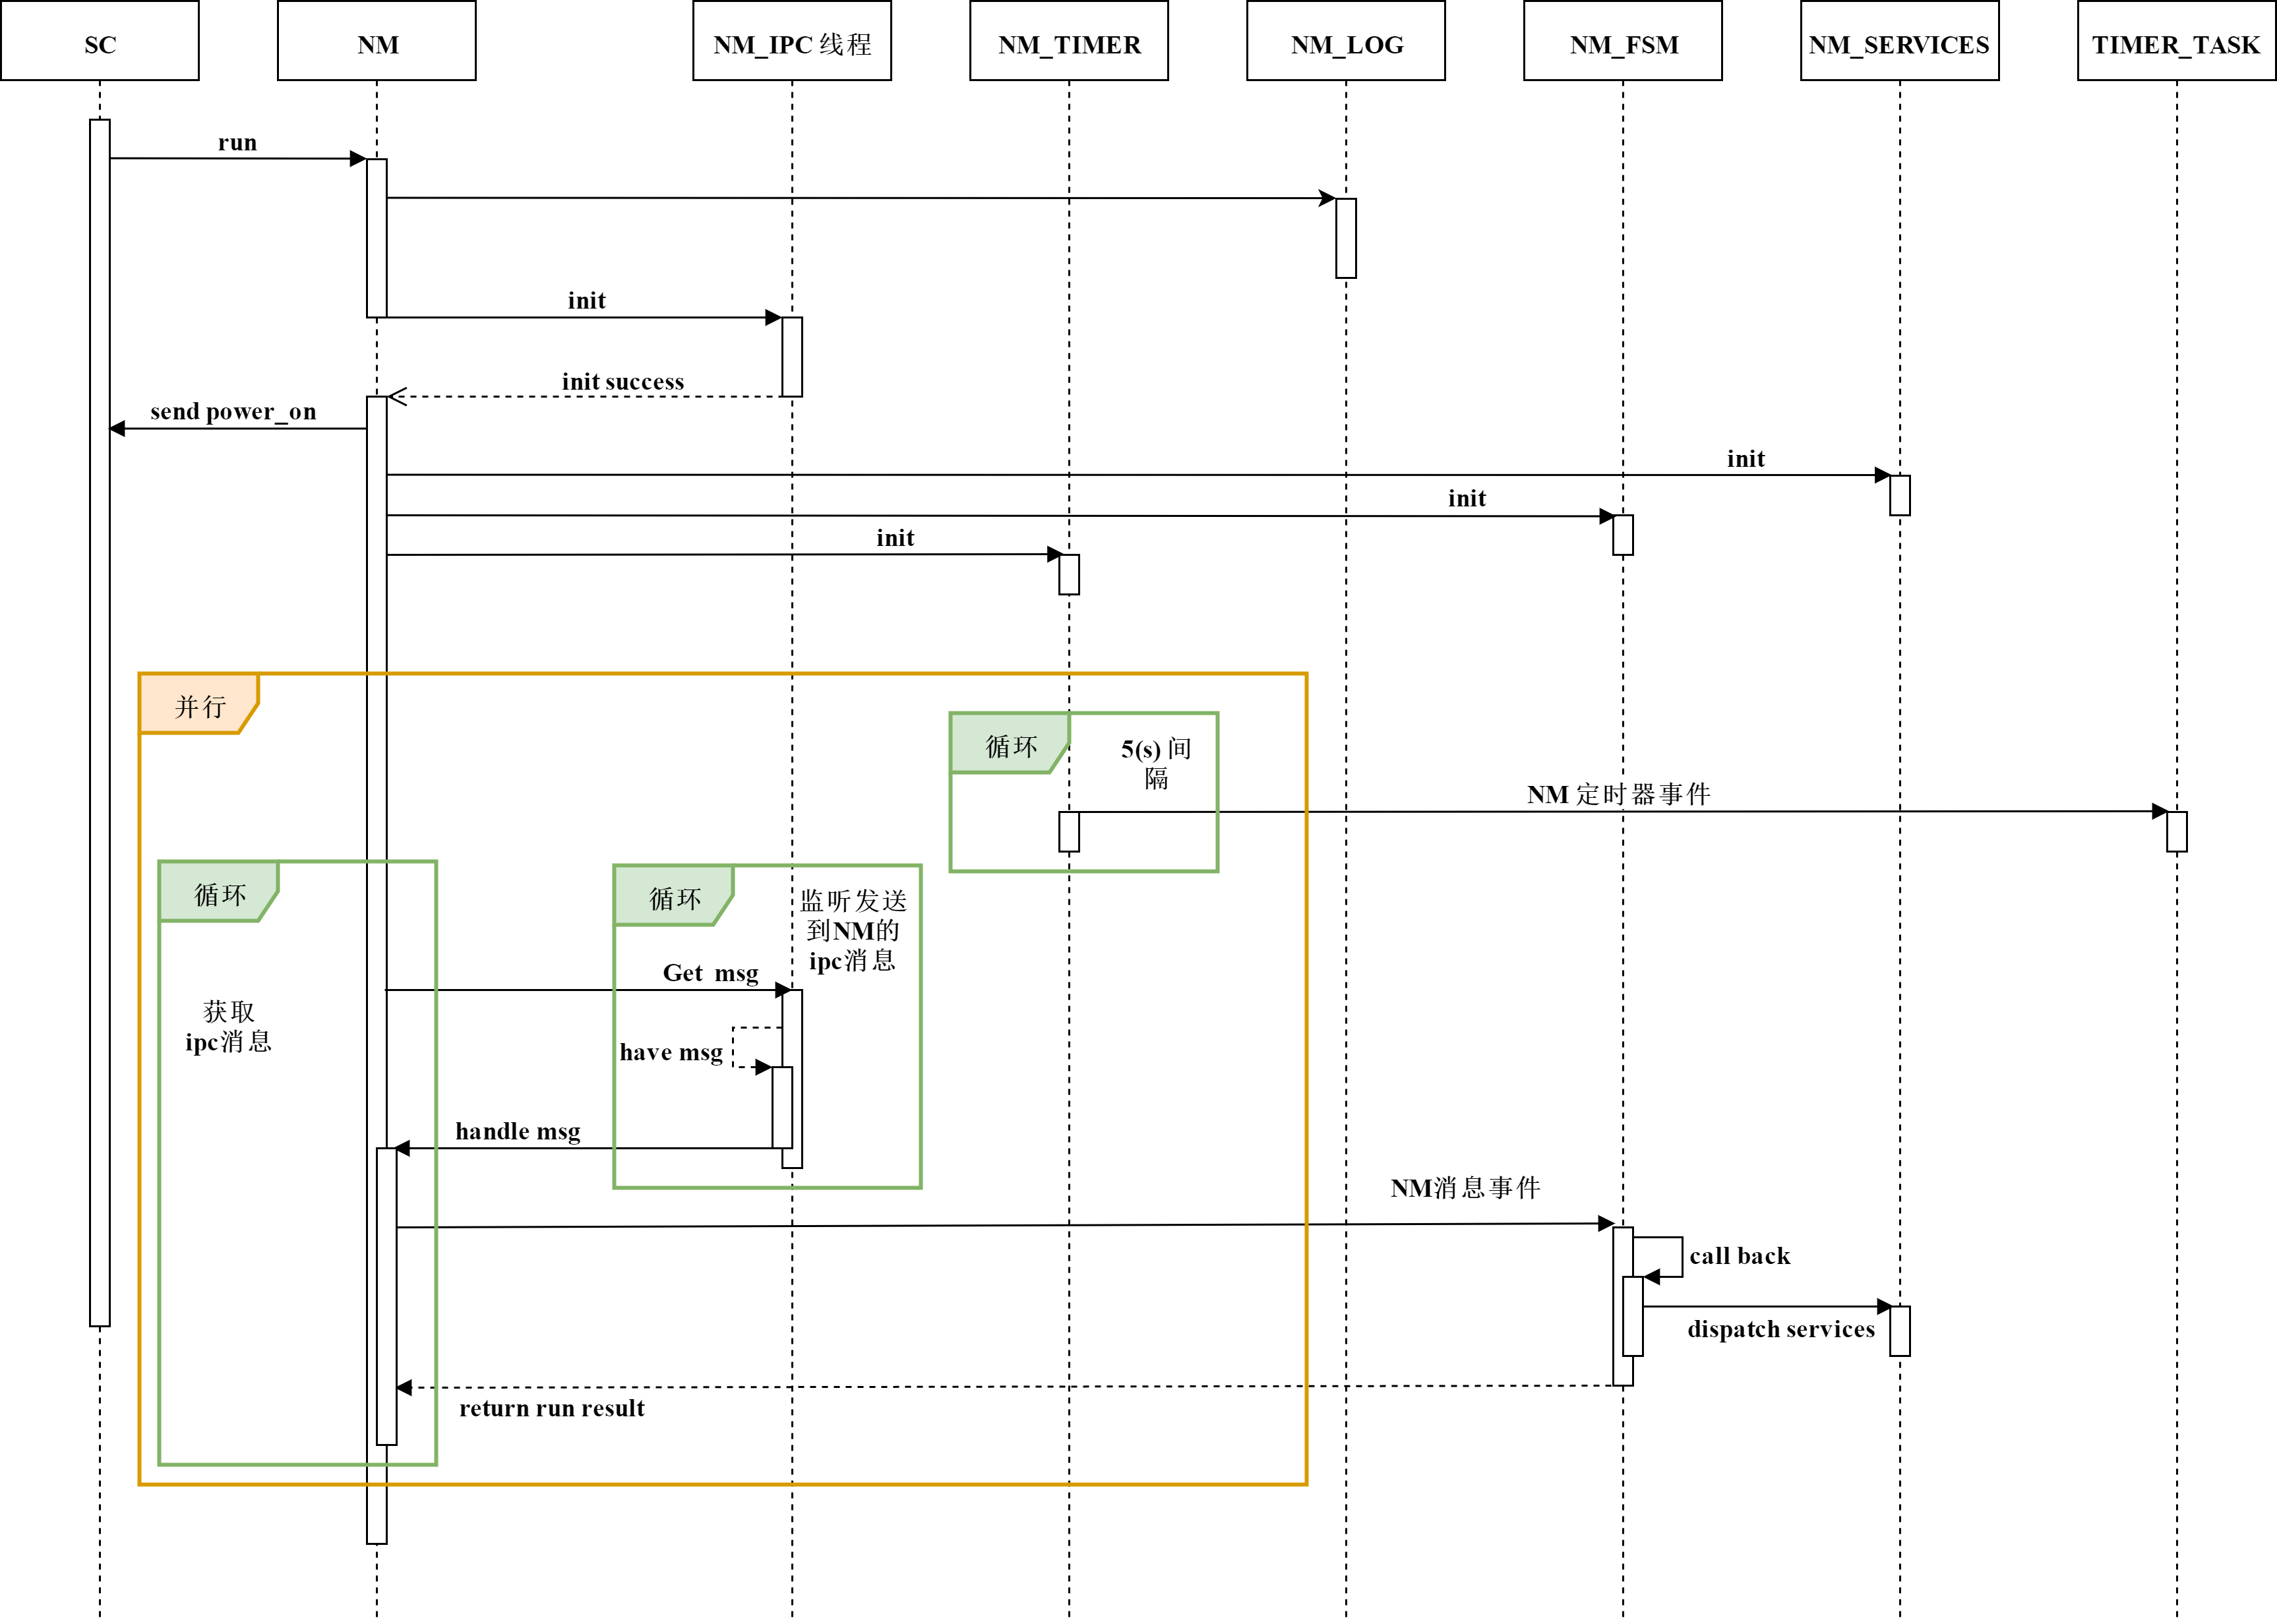 SC
NM
NM_IPC 线程
NM_TIMER
NM_LOG
NM_FSM
NM_SERVICES
TIMER_TASK
run
init
init success
send power_on
init
init
init
并行
循环
5(s) 间
隔
NM 定时器事件
循环
循环
监听发送
到NM的
ipc消息
Get msg
获取
ipc消息
have msg
handle msg
NM消息事件
call back
dispatch services
return run result